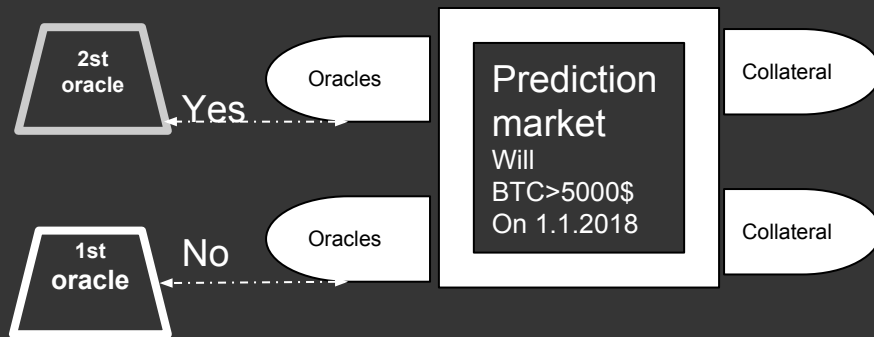 2st
oracle
Yes
Oracles
Prediction
market
Will
BTC>5000$
On 1.1.2018
Collateral
1st
oracle
No
Oracles
Collateral